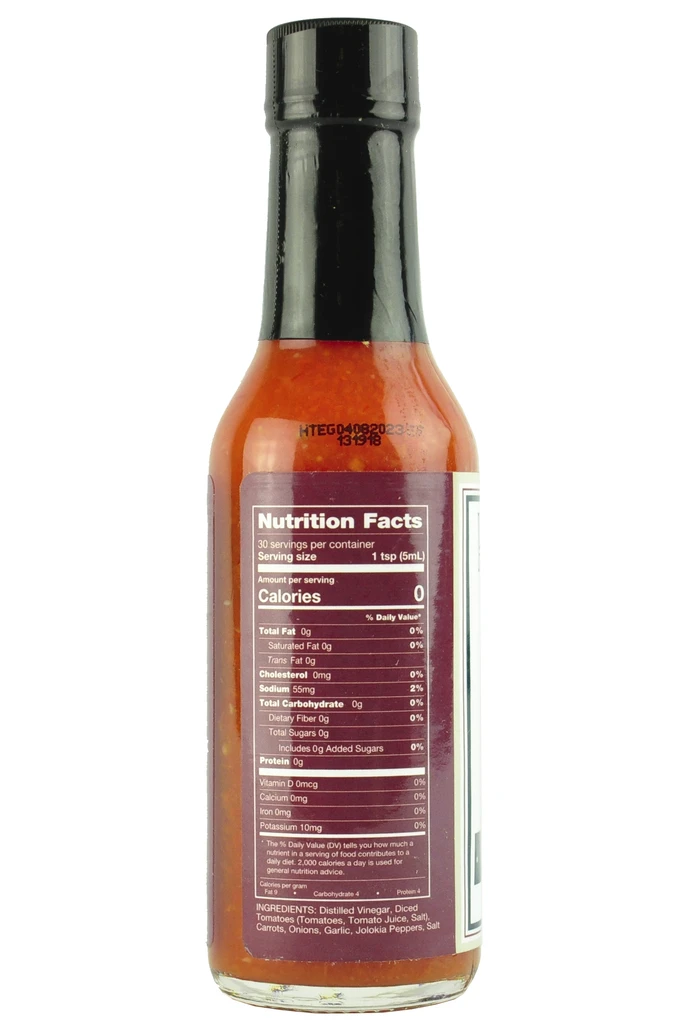 HTEG04082023
131918
Nutrition Facts
30 servings per container
Serving size 1 tsp (5mL)
Amount per serving
Calories 0
% Daily Value*
Total Fat 0g 0%
Saturated Fat 0g 0%
Trans Fat 0g
Cholesterol 0mg 0%
Sodium 55mg 2%
Total Carbohydrate 0g 0%
Dietary Fiber 0g 0%
Total Sugars 0g
Includes 0g Added Sugars 0%
Protein 0g
Vitamin D 0mcg 0%
Calcium 0mg 0%
Iron 0mg 0%
Potassium 10mg 0%
* The % Daily Value (DV) tells you how much a
nutrient in a serving of food contributes to a
daily diet. 2,000 calories a day is used for
general nutrition advice.
Calories per gram
Fat 9 • Carbohydrate 4 • Protein 4
INGREDIENTS: Distilled Vinegar, Diced
Tomatoes (Tomatoes, Tomato Juice, Salt),
Carrots, Onions, Garlic, Jolokia Peppers, Salt